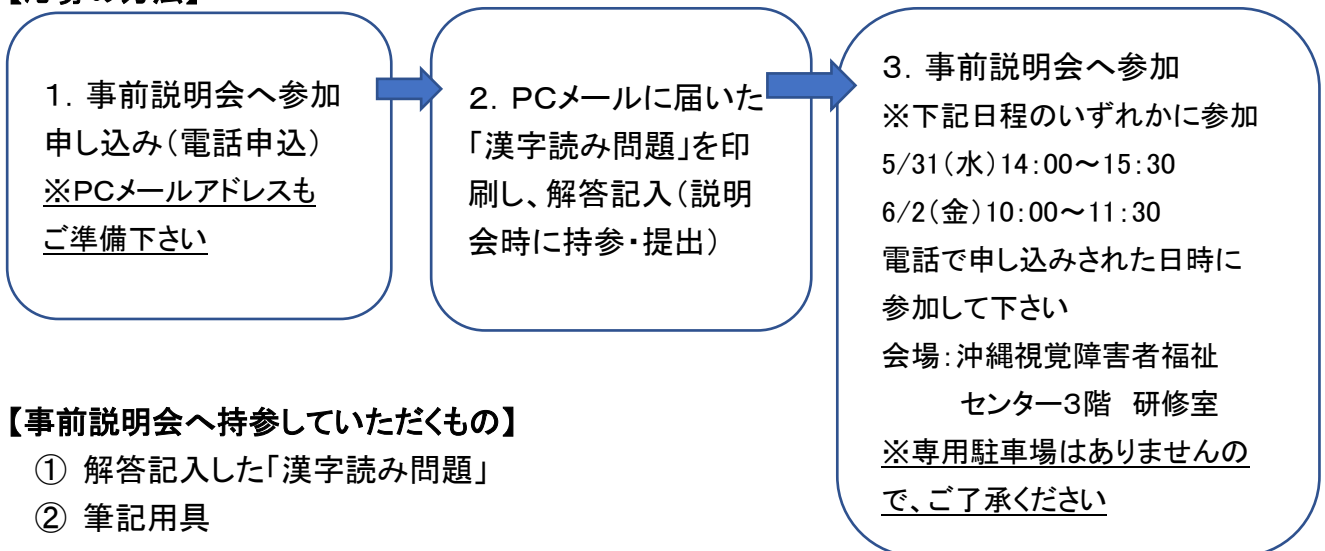 1．事前説明会へ参加
申し込み（電話申込）
※PCメールアドレスも
ご準備下さい
2．PCメールに届いた
「漢字読み問題」を印
刷し、解答記入（説明
会時に持参・提出）
3．事前説明会へ参加
※下記日程のいずれかに参加
5/31(水)14:00～15:30
6/2(金)10:00～11:30
電話で申し込みされた日時に
参加して下さい
会場：沖縄視覚障害者福祉
センター3階　研修室
※専用駐車場はありませんの
で、ご了承ください
【事前説明会へ持参していただくもの】
① 解答記入した「漢字読み問題」
② 筆記用具